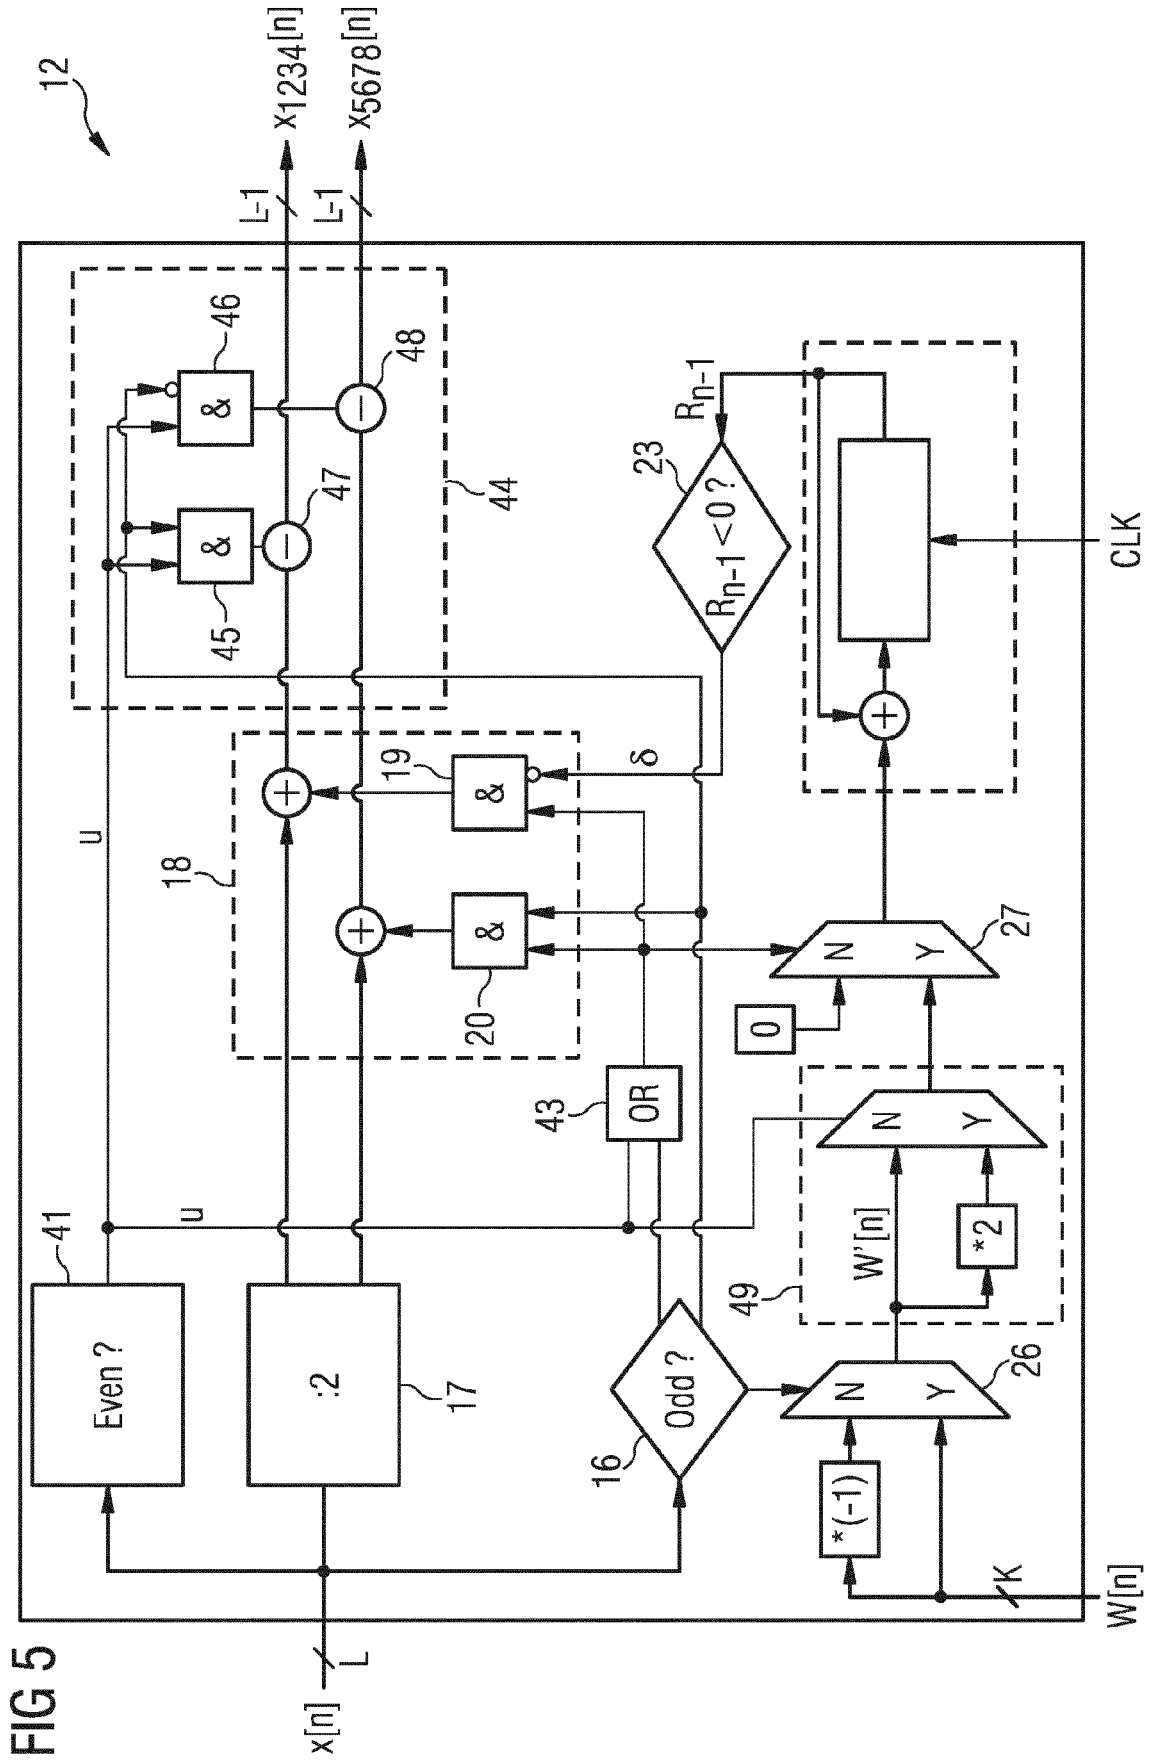 FIG 5
12
x[n]
L
41
Even ?
u
u
:2
17
16
Odd ?
43
OR
18
20
&
19
&
δ
44
45
&
46
&
47
−
48
−
+
+
L-1
L-1
x1234[n]
x5678[n]
23
Rn-1 < 0 ?
Rn-1
W[n]
K
*(-1)
N
Y
26
49
W'[n]
*2
N
Y
0
N
Y
27
+
CLK